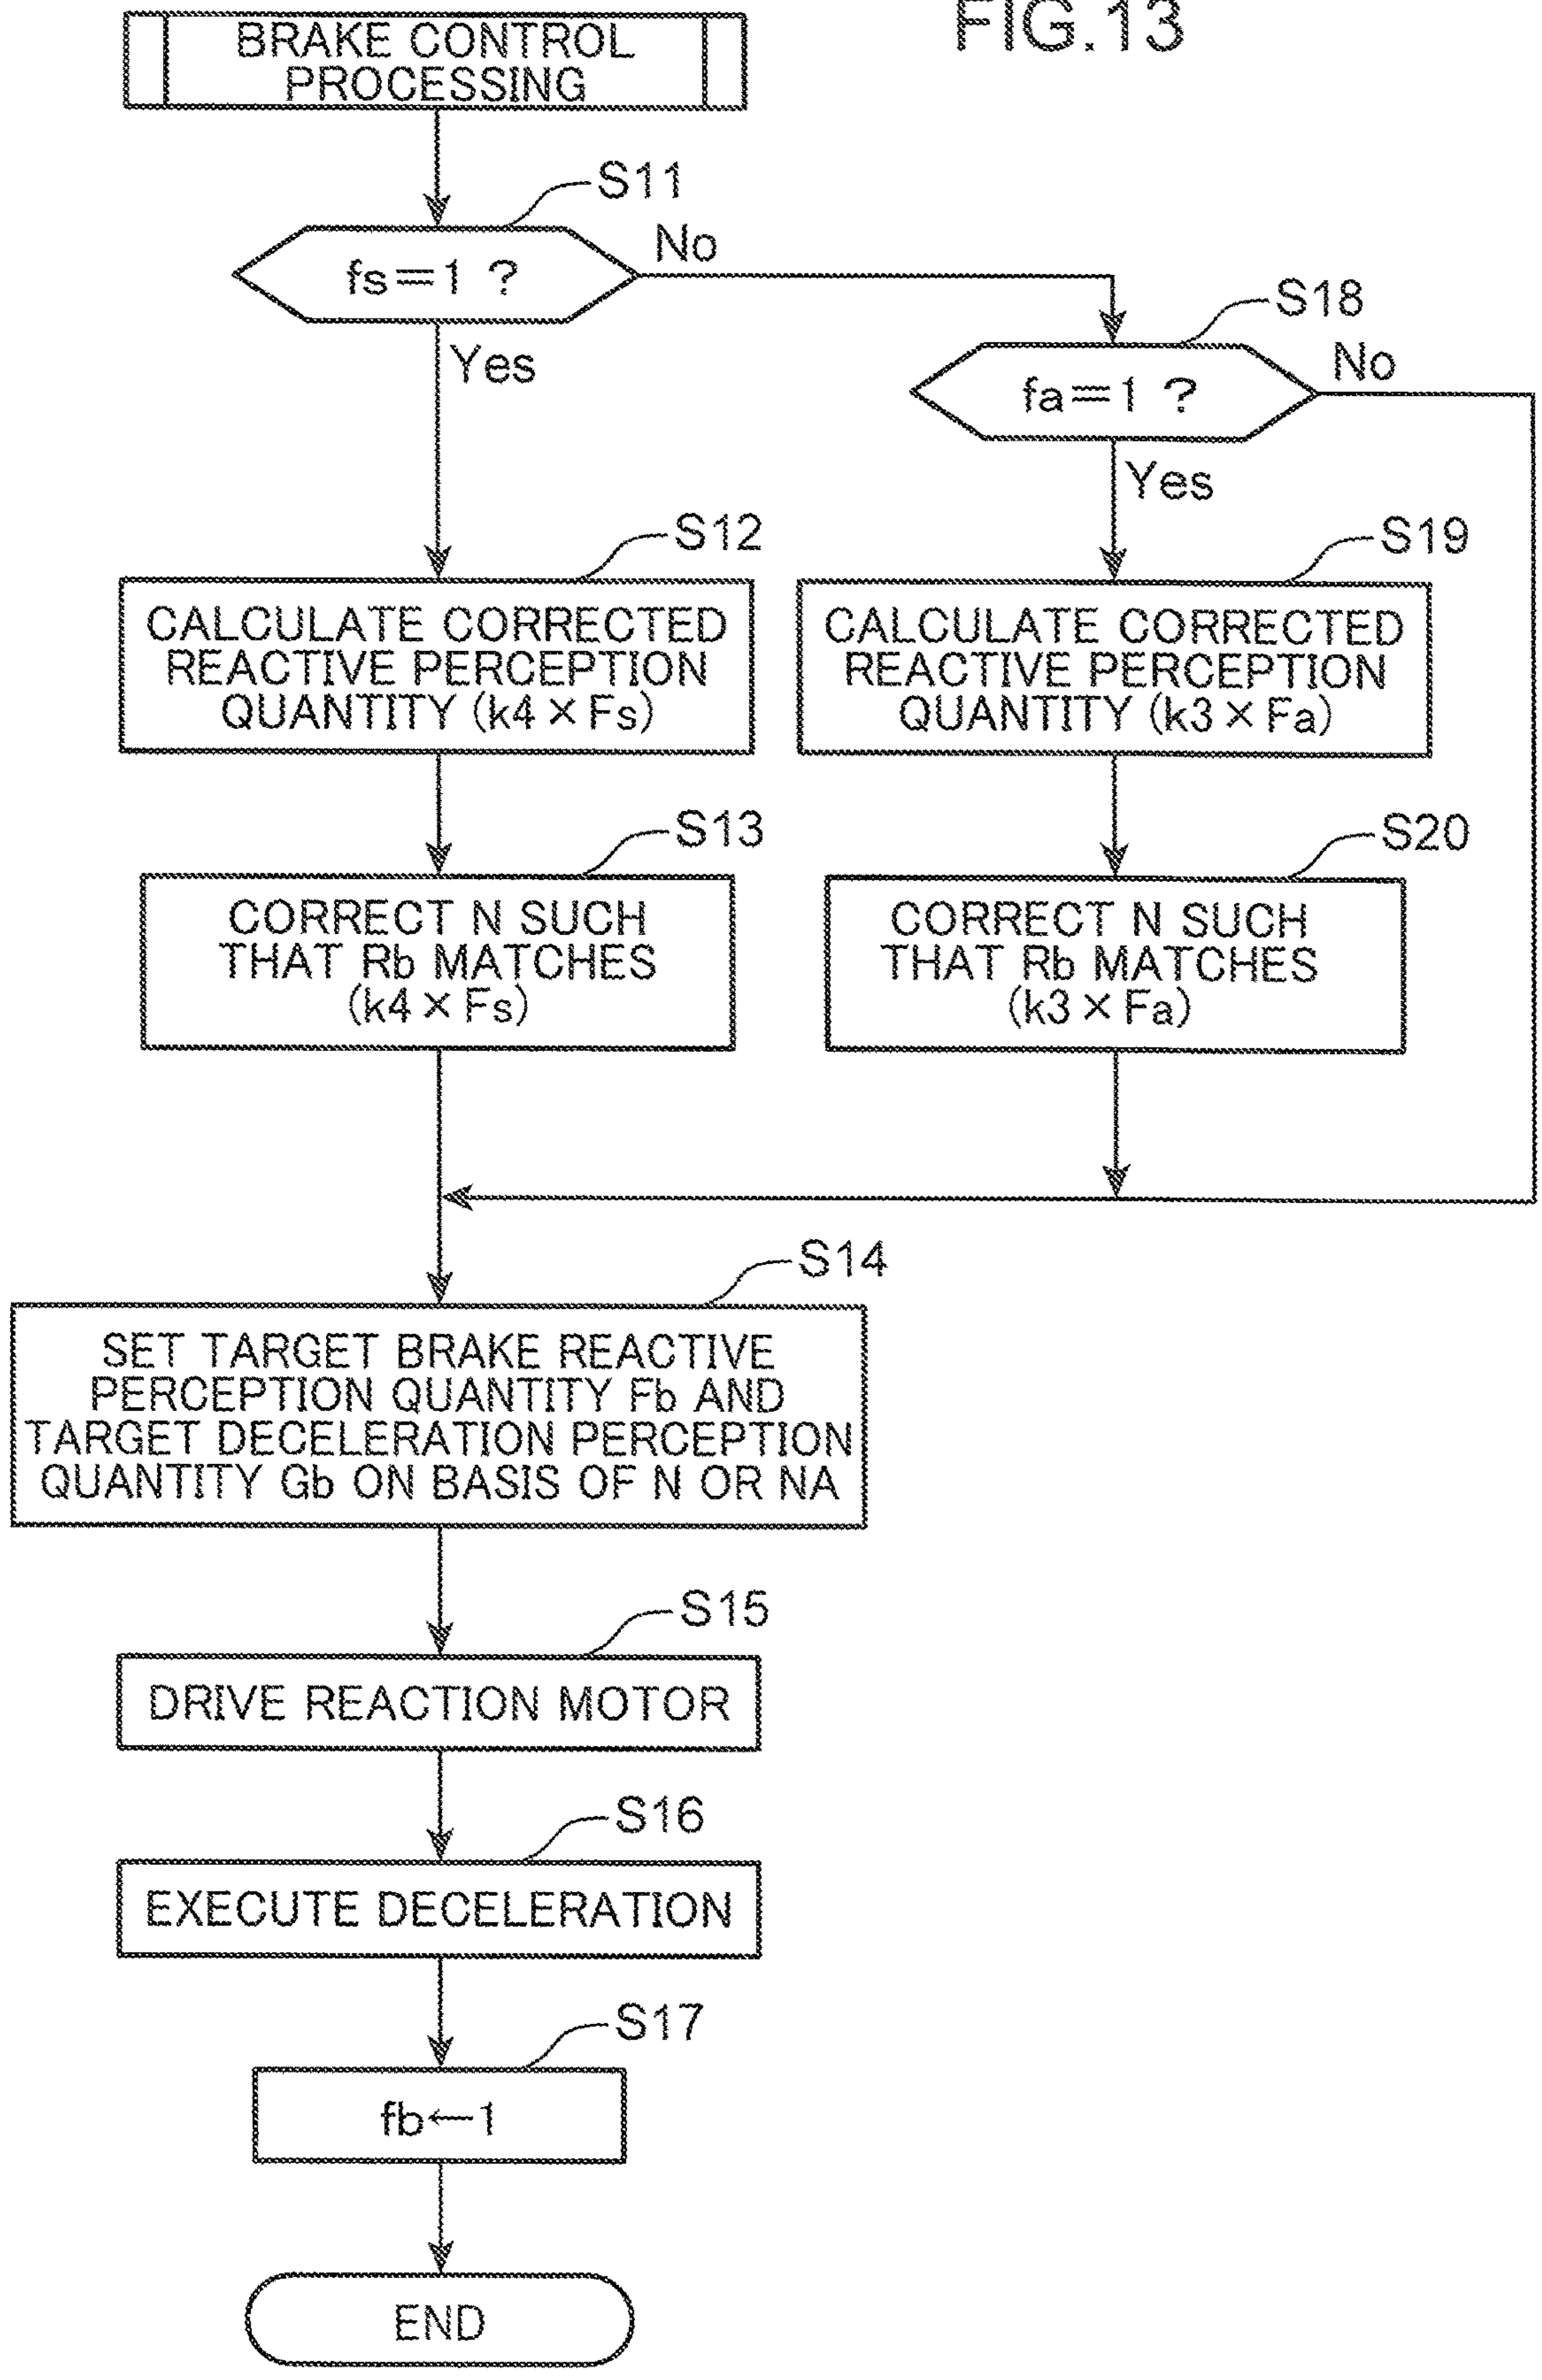 FIG.13
BRAKE CONTROL
PROCESSING
S11
fs=1 ?
No
Yes
S18
fa=1 ?
No
Yes
S12
CALCULATE CORRECTED
REACTIVE PERCEPTION
QUANTITY (k4 × Fs)
S19
CALCULATE CORRECTED
REACTIVE PERCEPTION
QUANTITY (k3 × Fa)
S13
CORRECT N SUCH
THAT Rb MATCHES
(k4 × Fs)
S20
CORRECT N SUCH
THAT Rb MATCHES
(k3 × Fa)
S14
SET TARGET BRAKE REACTIVE
PERCEPTION QUANTITY Fb AND
TARGET DECELERATION PERCEPTION
QUANTITY Gb ON BASIS OF N OR NA
S15
DRIVE REACTION MOTOR
S16
EXECUTE DECELERATION
S17
fb←1
END